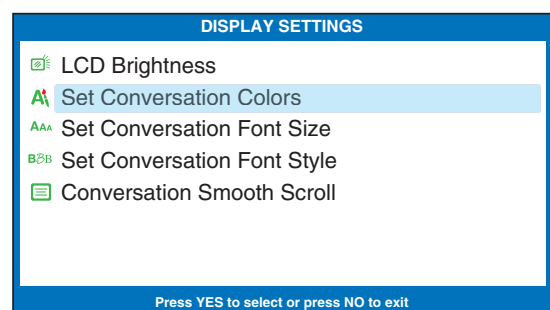 DISPLAY SETTINGS
LCD Brightness
Set Conversation Colors
Set Conversation Font Size
Set Conversation Font Style
Conversation Smooth Scroll
Press YES to select or press NO to exit